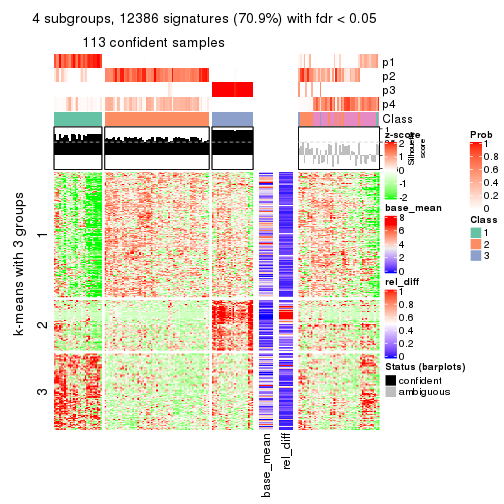 4 subgroups, 12386 signatures (70.9%) with fdr < 0.05
113 confident samples
p1
p2
p3
p4
Class
1
Silhouette
score
z-score
2
1
0
-2
base_mean
8
6
4
2
0
rel_diff
1
0.8
0.6
0.4
0.2
0
Prob
1
0.8
0.6
0.4
0.2
0
Class
1
2
3
Status (barplots)
confident
ambiguous
k-means with 3 groups
1
2
3
base_mean
rel_diff